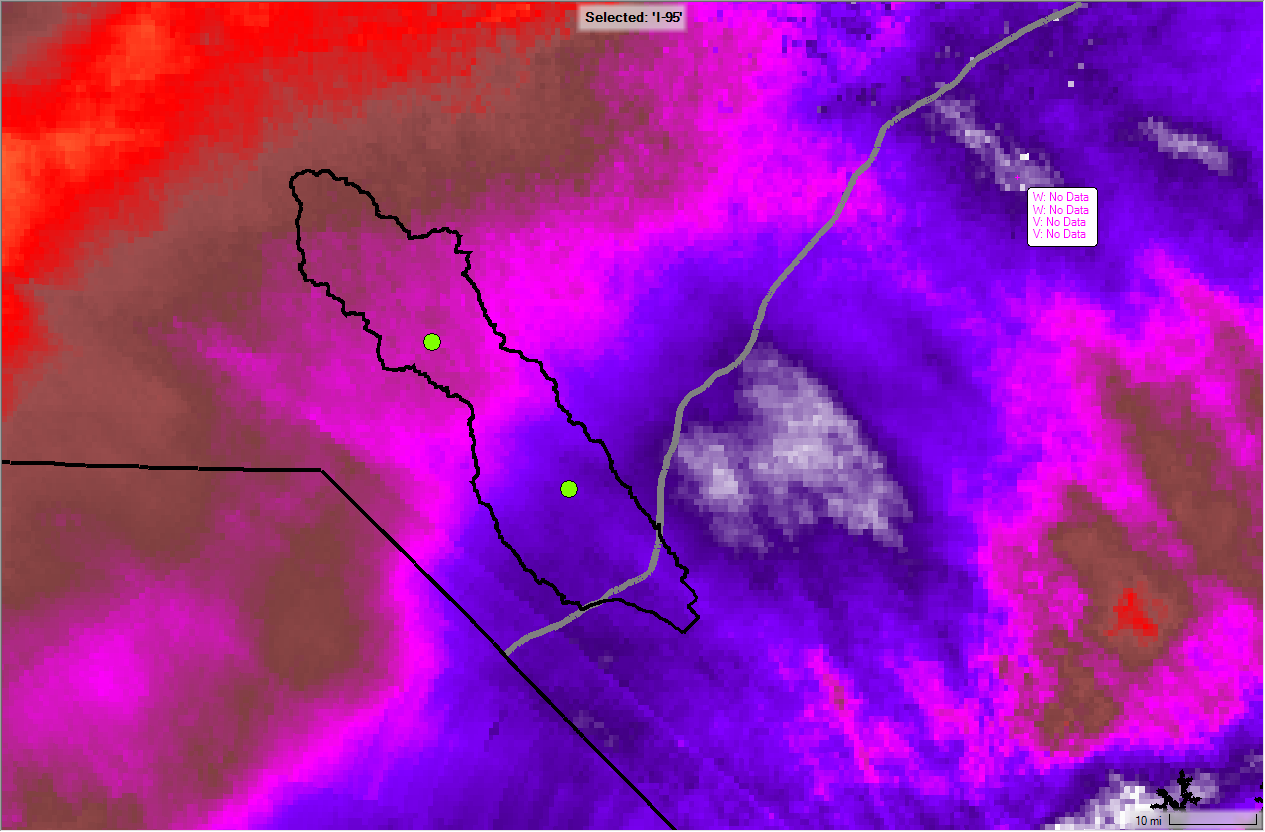 Selected: 'I-95'
W: No Data
W: No Data
V: No Data
V: No Data
10 mi